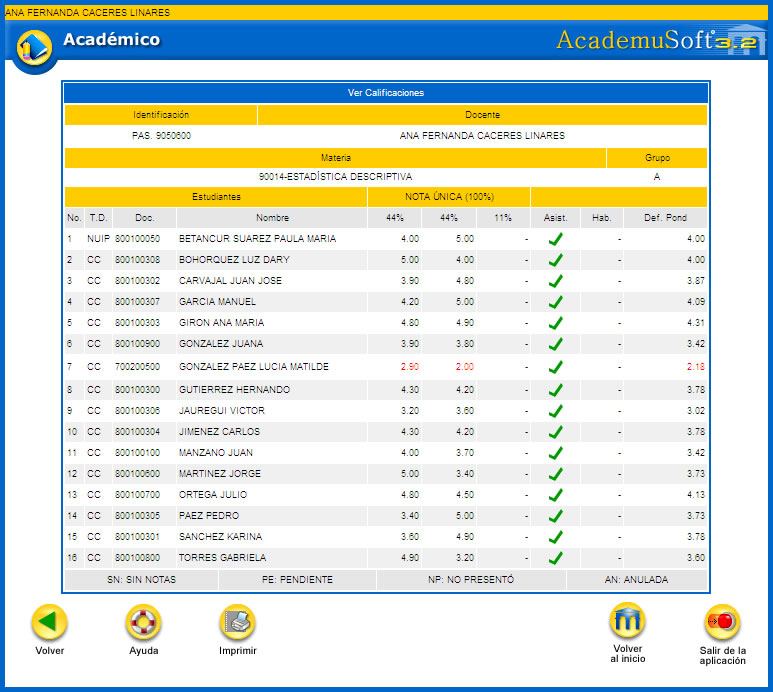 ANA FERNANDA CACERES LINARES
Académico
AcademuSoft 3.2
Ver Calificaciones
Identificación Docente
PAS. 9050600 ANA FERNANDA CACERES LINARES
Materia Grupo
90014-ESTADÍSTICA DESCRIPTIVA A
Estudiantes NOTA ÚNICA (100%)
No. T.D. Doc. Nombre 44% 44% 11% Asist. Hab. Def. Pond
1 NUIP 800100050 BETANCUR SUAREZ PAULA MARIA 4.00 5.00 - - 4.00
2 CC 800100308 BOHORQUEZ LUZ DARY 5.00 4.00 - - 4.00
3 CC 800100302 CARVAJAL JUAN JOSE 3.90 4.80 - - 3.87
4 CC 800100307 GARCIA MANUEL 4.20 5.00 - - 4.09
5 CC 800100303 GIRON ANA MARIA 4.80 4.90 - - 4.31
6 CC 800100900 GONZALEZ JUANA 3.90 3.80 - - 3.42
7 CC 700200500 GONZALEZ PAEZ LUCIA MATILDE 2.90 2.00 - - 2.18
8 CC 800100300 GUTIERREZ HERNANDO 4.30 4.20 - - 3.78
9 CC 800100306 JAUREGUI VICTOR 3.20 3.60 - - 3.02
10 CC 800100304 JIMENEZ CARLOS 4.30 4.20 - - 3.78
11 CC 800100100 MANZANO JUAN 4.00 3.70 - - 3.42
12 CC 800100600 MARTINEZ JORGE 5.00 3.40 - - 3.73
13 CC 800100700 ORTEGA JULIO 4.80 4.50 - - 4.13
14 CC 800100305 PAEZ PEDRO 3.40 5.00 - - 3.73
15 CC 800100301 SANCHEZ KARINA 3.60 4.90 - - 3.78
16 CC 800100800 TORRES GABRIELA 4.90 3.20 - - 3.60
SN: SIN NOTAS PE: PENDIENTE NP: NO PRESENTÓ AN: ANULADA
Volver Ayuda Imprimir Volver al inicio Salir de la aplicación